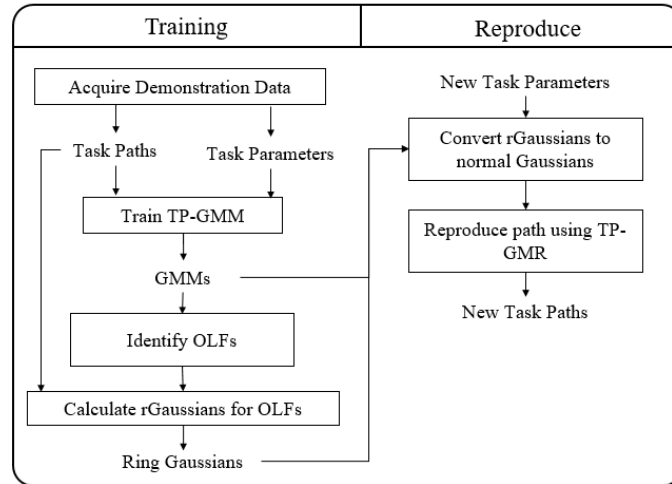 Training
Reproduce
Acquire Demonstration Data
Task Paths
Task Parameters
Train TP-GMM
GMMs
Identify OLFs
Calculate rGaussians for OLFs
Ring Gaussians
New Task Parameters
Convert rGaussians to
normal Gaussians
Reproduce path using TP-
GMR
New Task Paths